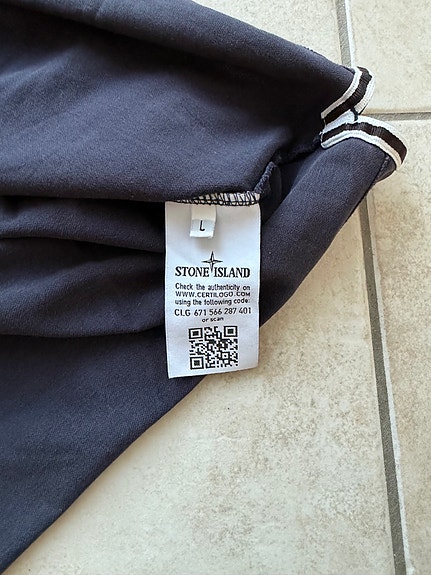 L
STONE ISLAND
Check the authenticity on
WWW.CERTILOGO.COM
using the following code:
CLG 671 566 287 401
or scan